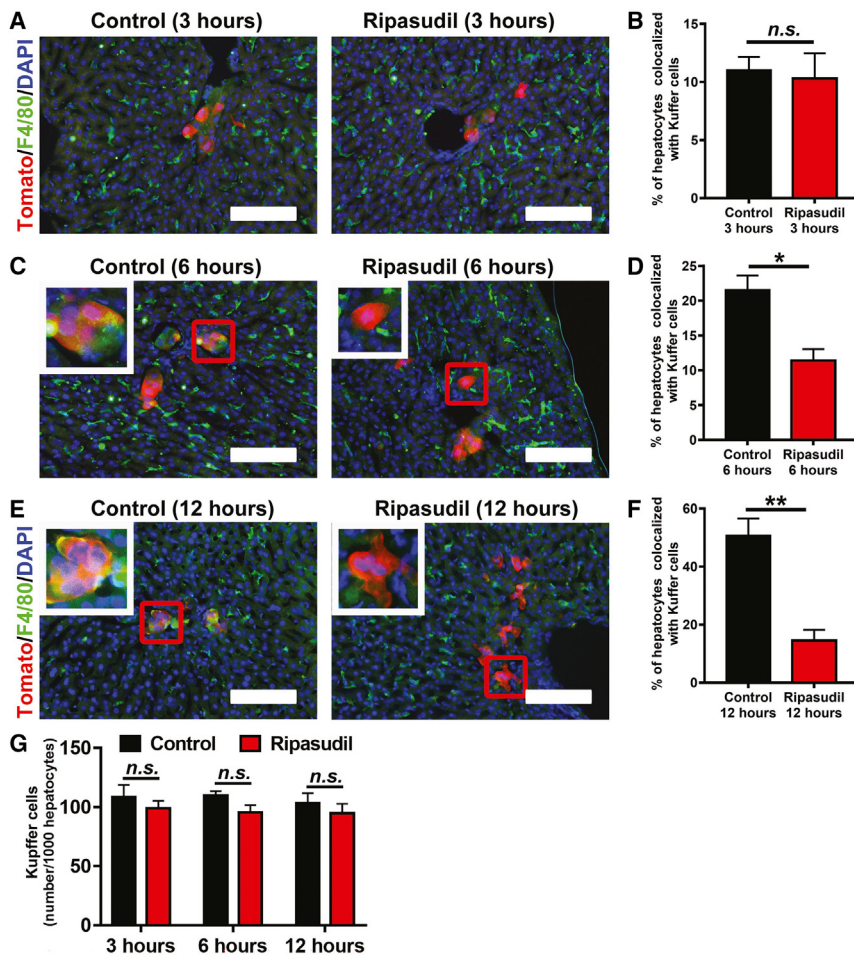 A
Control (3 hours)
Ripasudil (3 hours)
Tomato/F4/80/DAPI
B
% of hepatocytes colocalized
with Kuffer cells
15
10
5
0
n.s.
Control
3 hours
Ripasudil
3 hours
C
Control (6 hours)
Ripasudil (6 hours)
D
% of hepatocytes colocalized
with Kuffer cells
25
20
15
10
5
0
*
Control
6 hours
Ripasudil
6 hours
E
Control (12 hours)
Ripasudil (12 hours)
Tomato/F4/80/DAPI
F
% of hepatocytes colocalized
with Kuffer cells
60
40
20
0
**
Control
12 hours
Ripasudil
12 hours
G
Kupffer cells
(number/1000 hepatocytes)
150
100
50
0
Control
Ripasudil
n.s.
n.s.
n.s.
3 hours
6 hours
12 hours